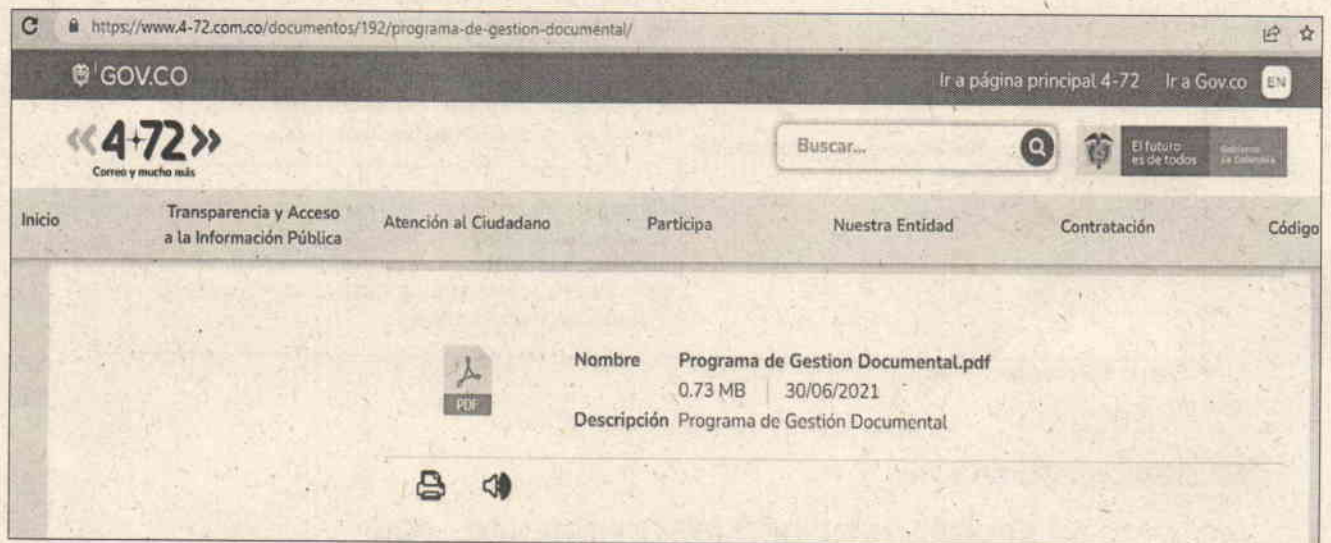 https://www.4-72.com.co/documentos/192/programa-de-gestion-documental/
GOV.CO
Ir a página principal 4-72 Ir a Gov.co EN
4-72
Correo y mucho más
Buscar...
El futuro
es de todos
Gobierno
de Colombia
Inicio
Transparencia y Acceso
a la Información Pública
Atención al Ciudadano
Participa
Nuestra Entidad
Contratación
Código
PDF
Nombre Programa de Gestion Documental.pdf
0.73 MB 30/06/2021
Descripción Programa de Gestión Documental